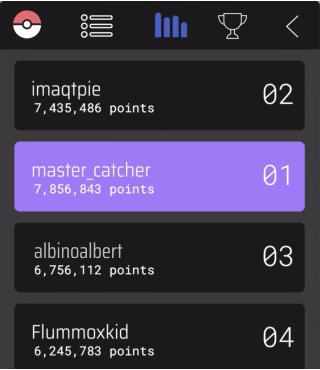 imaqtpie
7,435,486 points
02
master_catcher
7,856,843 points
01
albinoalbert
6,756,112 points
03
Flummoxkid
6,245,783 points
04